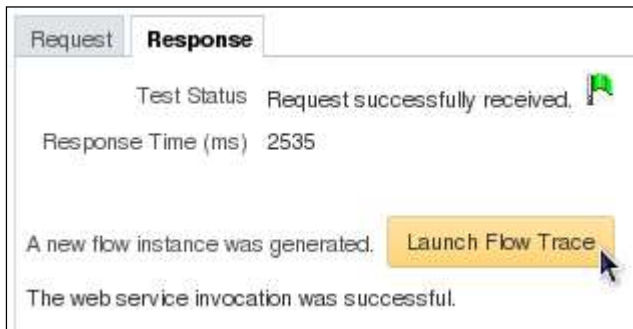 Request Response
Test Status Request successfully received.
Response Time (ms) 2535
A new flow instance was generated. Launch Flow Trace
The web service invocation was successful.